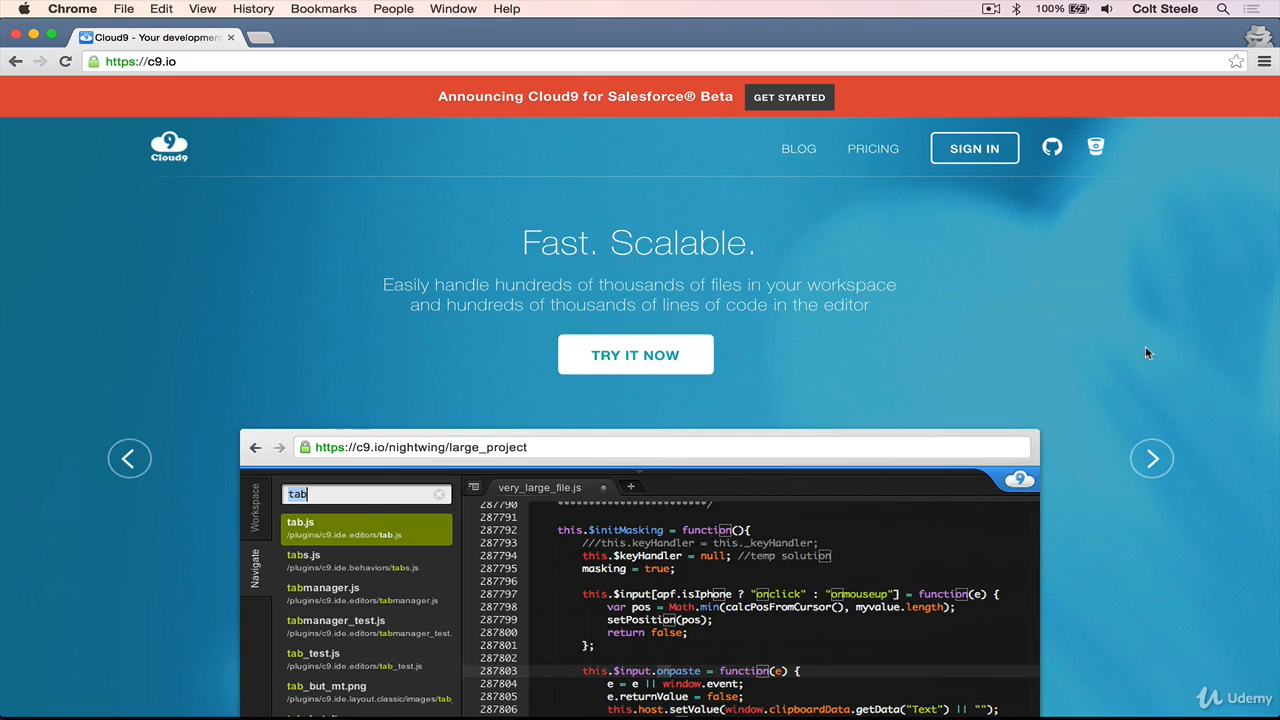 Chrome File Edit View History Bookmarks People Window Help 100% Colt Steele
Cloud9 - Your development
https://c9.io
Announcing Cloud9 for Salesforce® Beta GET STARTED
9 Cloud9 BLOG PRICING SIGN IN
Fast. Scalable.
Easily handle hundreds of thousands of files in your workspace
and hundreds of thousands of lines of code in the editor
TRY IT NOW
https://c9.io/nightwing/large_project
9
Workspace
Navigate
tab
tab.js
/plugins/c9.ide.editors/tab.js
tabs.js
/plugins/c9.ide.behaviors/tabs.js
tabmanager.js
/plugins/c9.ide.editors/tabmanager.js
tabmanager_test.js
/plugins/c9.ide.editors/tabmanager_test.
tab_test.js
/plugins/c9.ide.editors/tab_test.js
tab_but_mt.png
/plugins/c9.ide.layout.classic/images/tab_
very_large_file.js
287790 *************************/
287791
287792 this.$initMasking = function(){
287793 ///this.keyHandler = this._keyHandler;
287794 this.$keyHandler = null; //temp solution
287795 masking = true;
287796
287797 this.$input[apf.isIphone ? "onclick" : "onmouseup"] = function(e) {
287798 var pos = Math.min(calcPosFromCursor(), myvalue.length);
287799 setPosition(pos);
287800 return false;
287801 };
287802
287803 this.$input.onpaste = function(e) {
287804 e = e || window.event;
287805 e.returnValue = false;
287806 this.host.setValue(window.clipboardData.getData("Text") || "");
Udemy